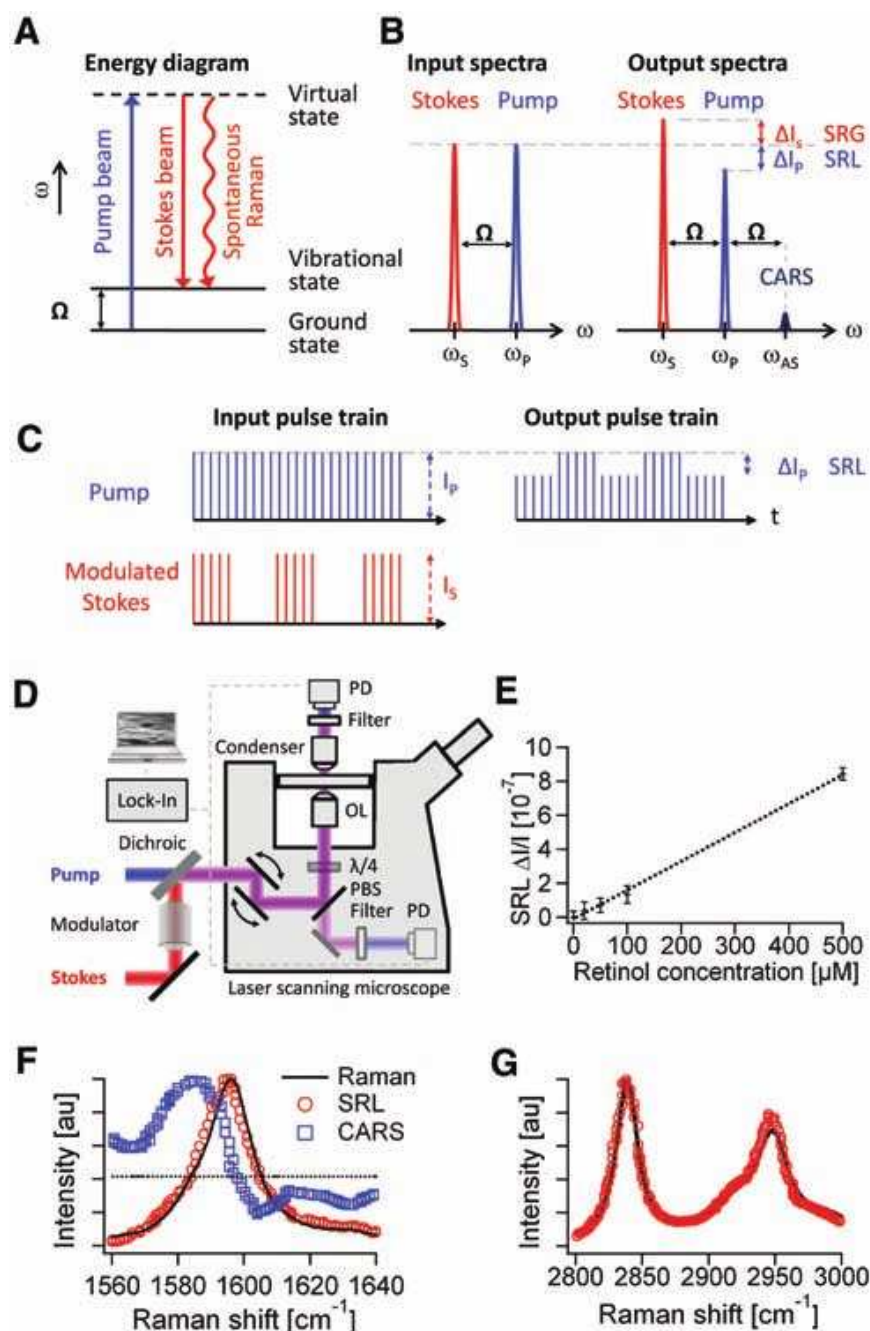 A
Energy diagram
Virtual state
ω
Pump beam
Stokes beam
Spontaneous Raman
Vibrational state
Ω
Ground state
B
Input spectra
Output spectra
Stokes Pump
Stokes Pump
ΔIs SRG
ΔIP SRL
Ω
Ω Ω
CARS
ωS ωP ω
ωS ωP ωAS ω
C
Input pulse train
Output pulse train
Pump
IP
ΔIP SRL
t
Modulated Stokes
IS
D
PD
Filter
Condenser
Lock-In
OL
Dichroic
Pump
λ/4
PBS
Filter
PD
Modulator
Stokes
Laser scanning microscope
E
SRL ΔI/I [10-7]
10
8
6
4
2
0
0 100 200 300 400 500
Retinol concentration [µM]
F
Raman
SRL
CARS
Intensity [au]
1560 1580 1600 1620 1640
Raman shift [cm-1]
G
Intensity [au]
2800 2850 2900 2950 3000
Raman shift [cm-1]